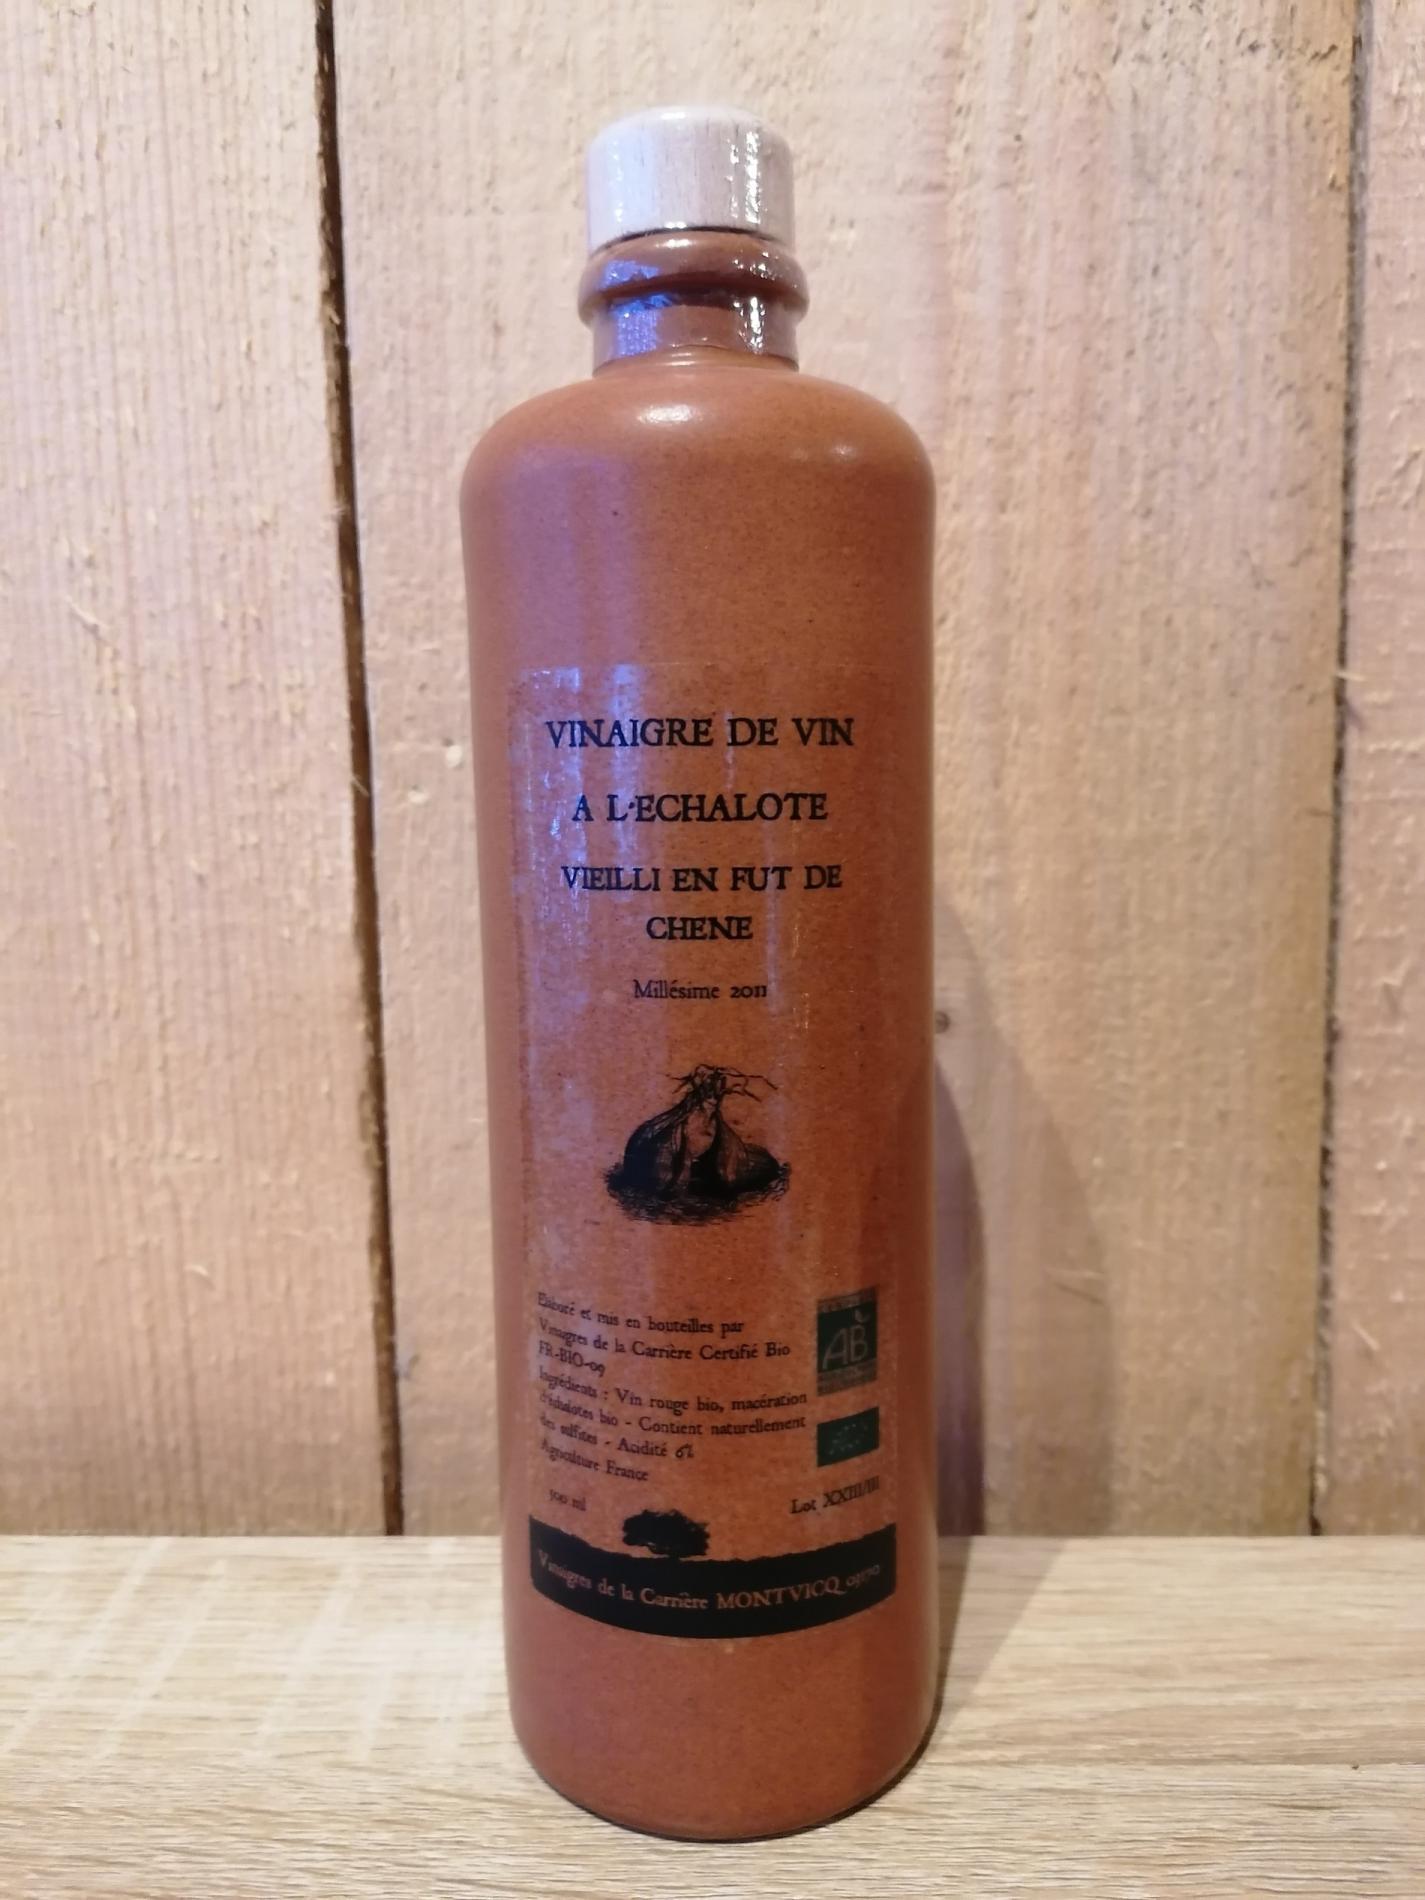 VINAIGRE DE VIN
A L'ECHALOTE
VIEILLI EN FUT DE
CHENE
Millésime 2011
Elaboré et mis en bouteilles par
Vinaigres de la Carrière Certifié Bio
FR-BIO-09
Ingrédients : Vin rouge bio, macération
d'échalotes bio - Contient naturellement
des sulfites - Acidité 6%
Agriculture France
AB
500 ml
Lot XXIII/III
Vinaigres de la Carrière MONTVICQ 03170